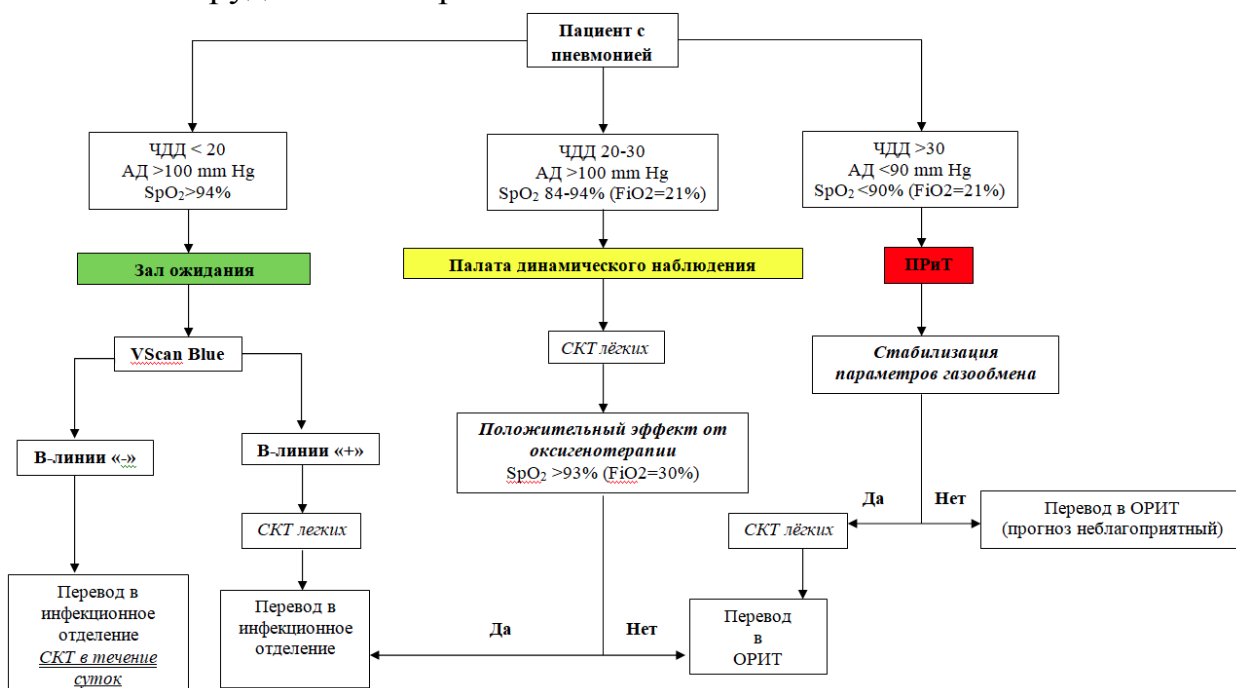 Пациент с
пневмонией
ЧДД < 20
АД >100 mm Hg
SpO₂>94%
ЧДД 20-30
АД >100 mm Hg
SpO₂ 84-94% (FiO2=21%)
ЧДД >30
АД <90 mm Hg
SpO₂ <90% (FiO2=21%)
Зал ожидания
Палата динамического наблюдения
ПРиТ
VScan Blue
СКТ лёгких
Стабилизация
параметров газообмена
В-линии «-»
В-линии «+»
Положительный эффект от
оксигенотерапии
SpO₂ >93% (FiO2=30%)
Да
Нет
СКТ легких
СКТ лёгких
Перевод в ОРИТ
(прогноз неблагоприятный)
Перевод в
инфекционное
отделение
СКТ в течение
суток
Перевод в
инфекционное
отделение
Да
Нет
Перевод
в
ОРИТ